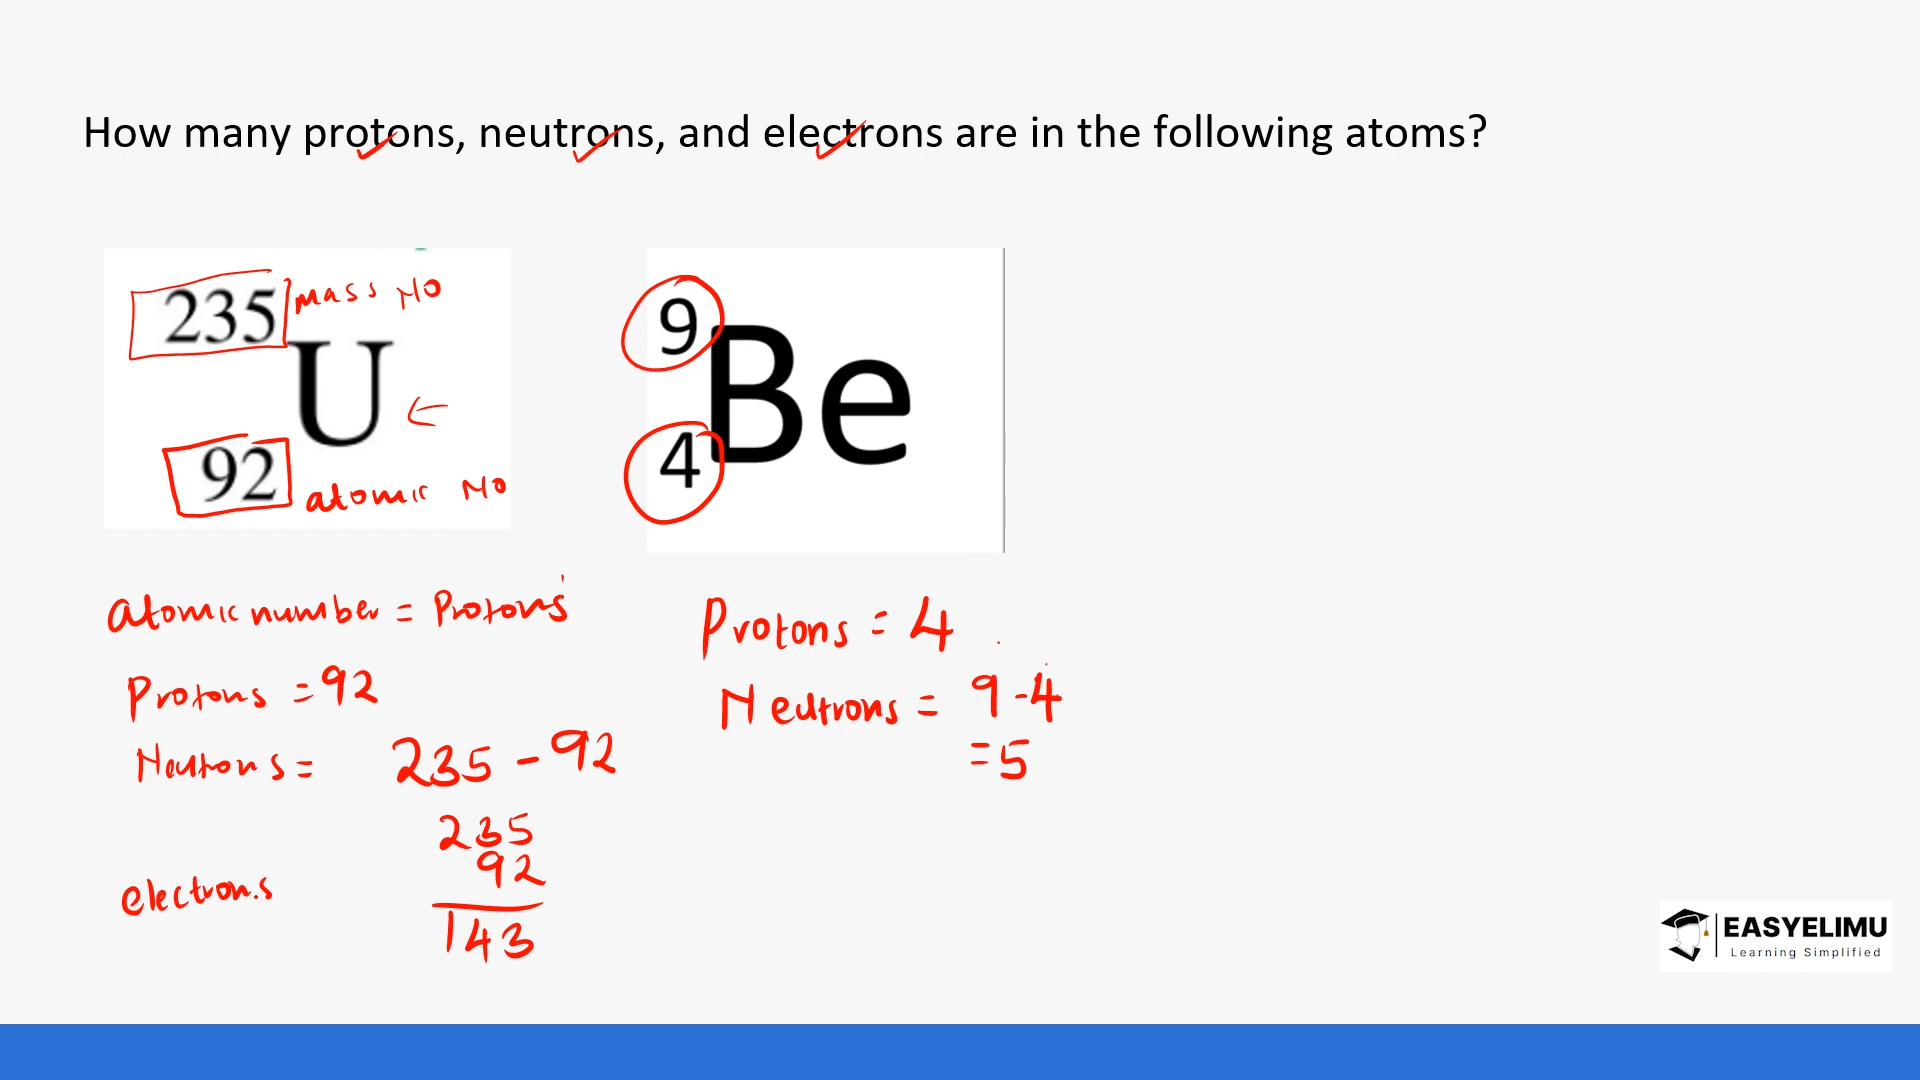 How many protons, neutrons, and electrons are in the following atoms?
235 mass No
U
92 atomic No
9
Be
4
atomic number = Protons
Protons = 92
Neutrons = 235 - 92
235
92
143
electrons
Protons = 4
Neutrons = 9 - 4
= 5
EASYELIMU
Learning Simplified